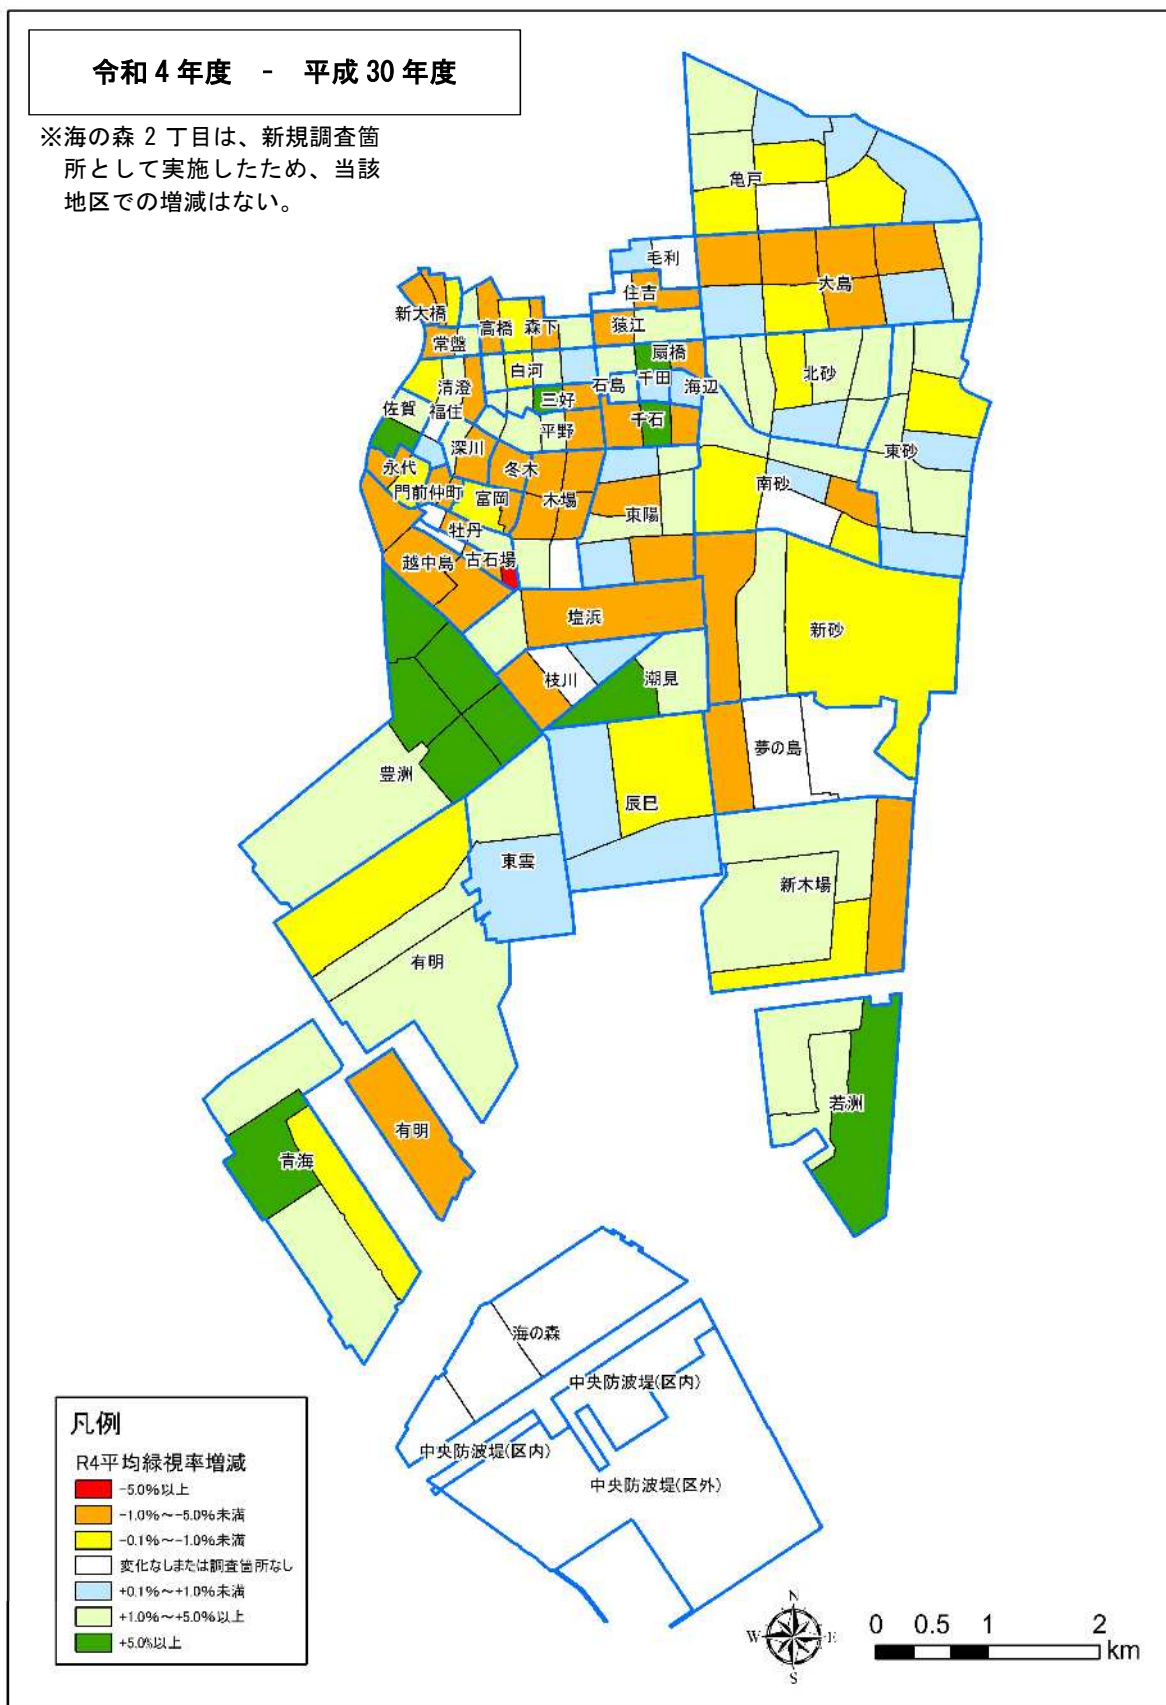 令和4年度 - 平成30年度
※海の森 2 丁目は、新規調査箇
所として実施したため、当該
地区での増減はない。
亀戸
毛利
大島
住吉
新大橋
高橋
森下
猿江
常盤
扇橋
白河
清澄
石島
千田
海辺
北砂
佐賀
福住
三好
千石
平野
深川
東砂
永代
冬木
門前仲町
富岡
木場
南砂
東陽
牡丹
越中島
古石場
塩浜
新砂
枝川
潮見
夢の島
豊洲
辰巳
東雲
新木場
有明
若洲
有明
青海
海の森
中央防波堤(区内)
中央防波堤(区内)
中央防波堤(区外)
凡例
R4平均緑視率増減
-5.0%以上
-1.0%~-5.0%未満
-0.1%~-1.0%未満
変化なしまたは調査箇所なし
+0.1%~+1.0%未満
+1.0%~+5.0%以上
+5.0%以上
N
W E
S
0 0.5 1 2
km